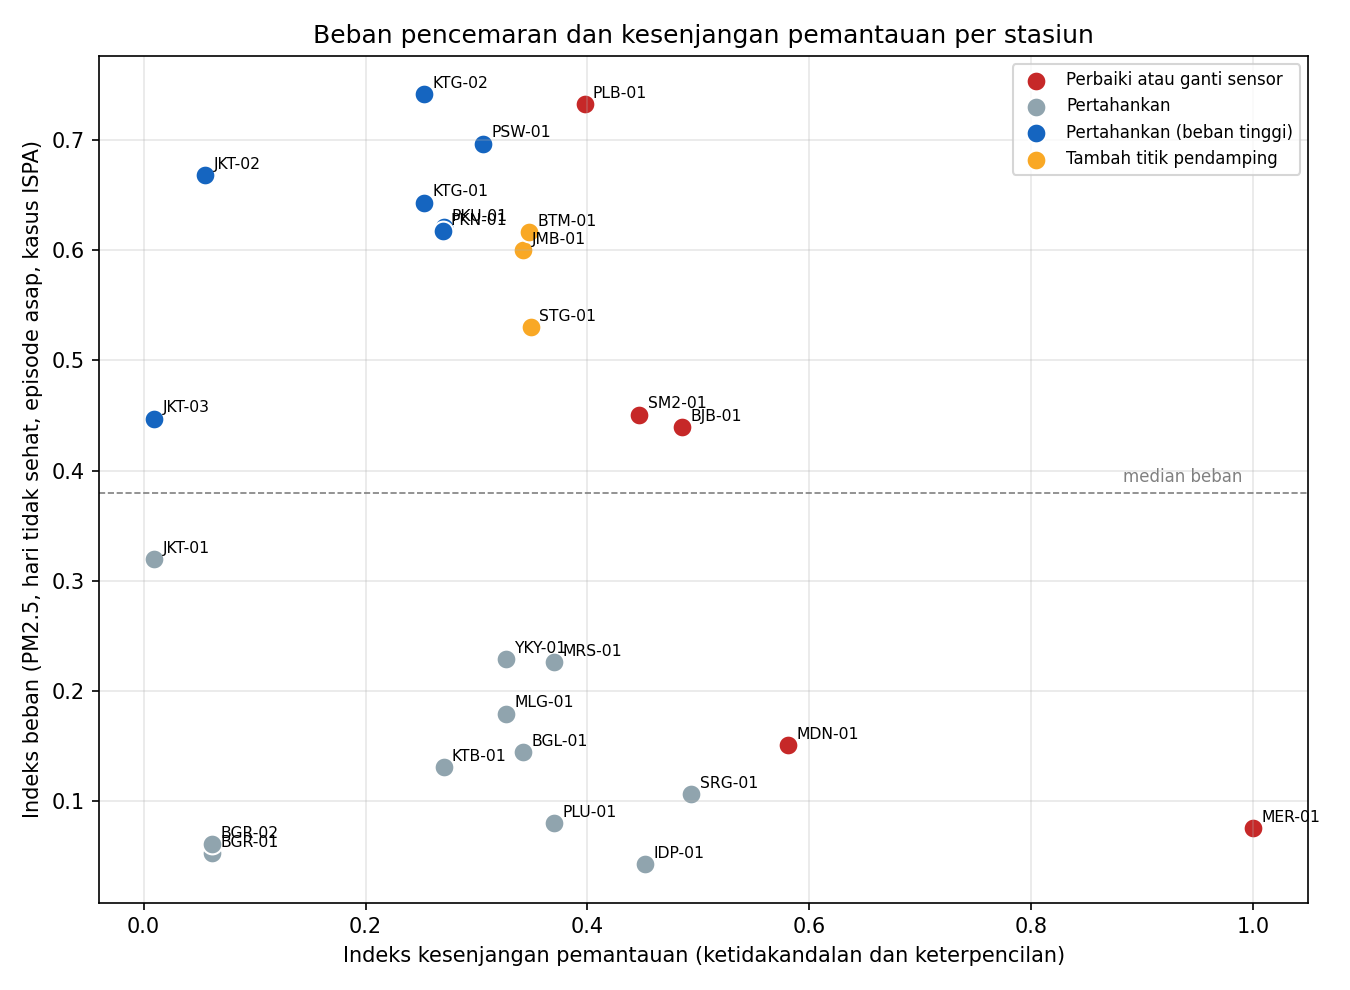 Beban pencemaran dan kesenjangan pemantauan per stasiun
Perbaiki atau ganti sensor
Pertahankan
Pertahankan (beban tinggi)
Tambah titik pendamping
KTG-02
PLB-01
PSW-01
JKT-02
KTG-01
PKU-01
PKN-01
BTM-01
JMB-01
STG-01
JKT-03
SM2-01
BJB-01
median beban
JKT-01
YKY-01
MRS-01
MLG-01
BGL-01
MDN-01
KTB-01
SRG-01
PLU-01
MER-01
BGR-02
BGR-01
IDP-01
0.7
0.6
0.5
0.4
0.3
0.2
0.1
0.0 0.2 0.4 0.6 0.8 1.0
Indeks kesenjangan pemantauan (ketidakandalan dan keterpencilan)
Indeks beban (PM2.5, hari tidak sehat, episode asap, kasus ISPA)